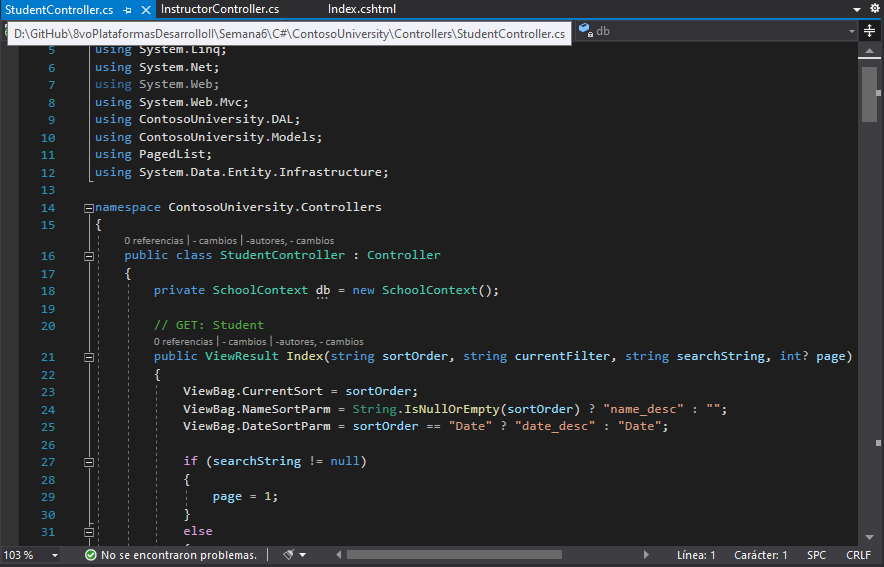 StudentController.cs InstructorController.cs Index.cshtml
D:\GitHub\8voPlataformasDesarrolloII\Semana6\C#\ContosoUniversity\Controllers\StudentController.cs db
5 using System.Linq;
6 using System.Net;
7 using System.Web;
8 using System.Web.Mvc;
9 using ContosoUniversity.DAL;
10 using ContosoUniversity.Models;
11 using PagedList;
12 using System.Data.Entity.Infrastructure;
13
14 namespace ContosoUniversity.Controllers
15 {
0 referencias | - cambios | -autores, - cambios
16 public class StudentController : Controller
17 {
18 private SchoolContext db = new SchoolContext();
19
20 // GET: Student
0 referencias | - cambios | -autores, - cambios
21 public ViewResult Index(string sortOrder, string currentFilter, string searchString, int? page)
22 {
23 ViewBag.CurrentSort = sortOrder;
24 ViewBag.NameSortParm = String.IsNullOrEmpty(sortOrder) ? "name_desc" : "";
25 ViewBag.DateSortParm = sortOrder == "Date" ? "date_desc" : "Date";
26
27 if (searchString != null)
28 {
29 page = 1;
30 }
31 else
103 % No se encontraron problemas. Línea: 1 Carácter: 1 SPC CRLF